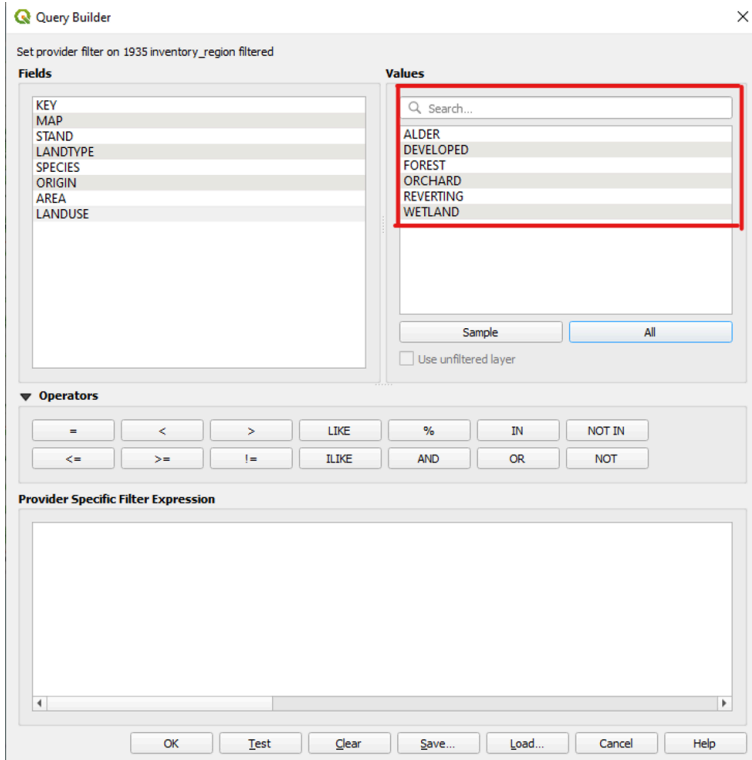 Query Builder
Set provider filter on 1935 inventory_region filtered
Fields
KEY
MAP
STAND
LANDTYPE
SPECIES
ORIGIN
AREA
LANDUSE
Values
Search...
ALDER
DEVELOPED
FOREST
ORCHARD
REVERTING
WETLAND
Sample All
Use unfiltered layer
Operators
= < > LIKE % IN NOT IN
<= >= != ILIKE AND OR NOT
Provider Specific Filter Expression
OK Test Clear Save... Load... Cancel Help